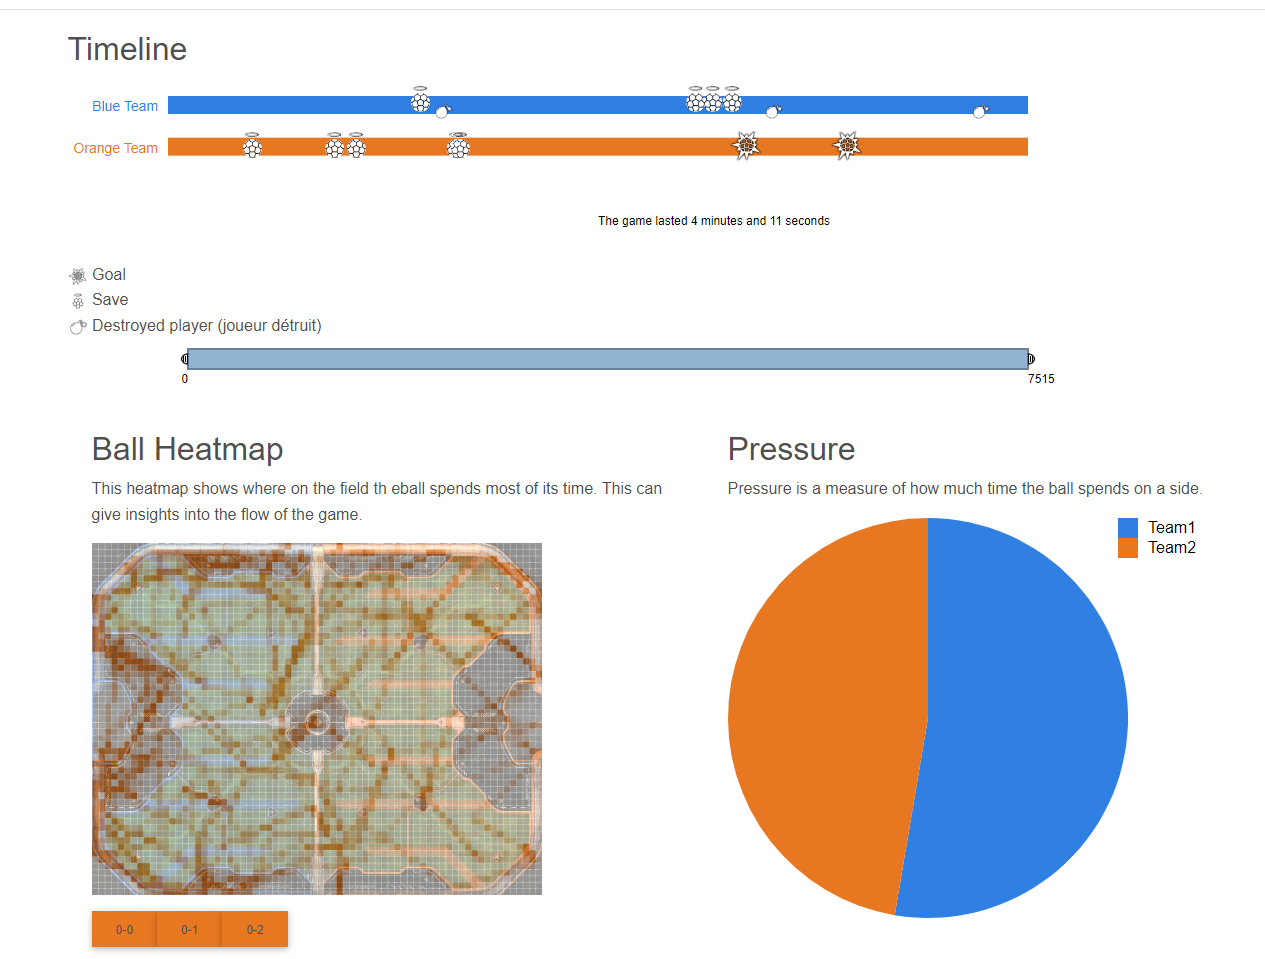 Timeline
Blue Team
Orange Team
The game lasted 4 minutes and 11 seconds
Goal
Save
Destroyed player (joueur détruit)
0
7515
Ball Heatmap
This heatmap shows where on the field th eball spends most of its time. This can
give insights into the flow of the game.
0-0
0-1
0-2
Pressure
Pressure is a measure of how much time the ball spends on a side.
Team1
Team2